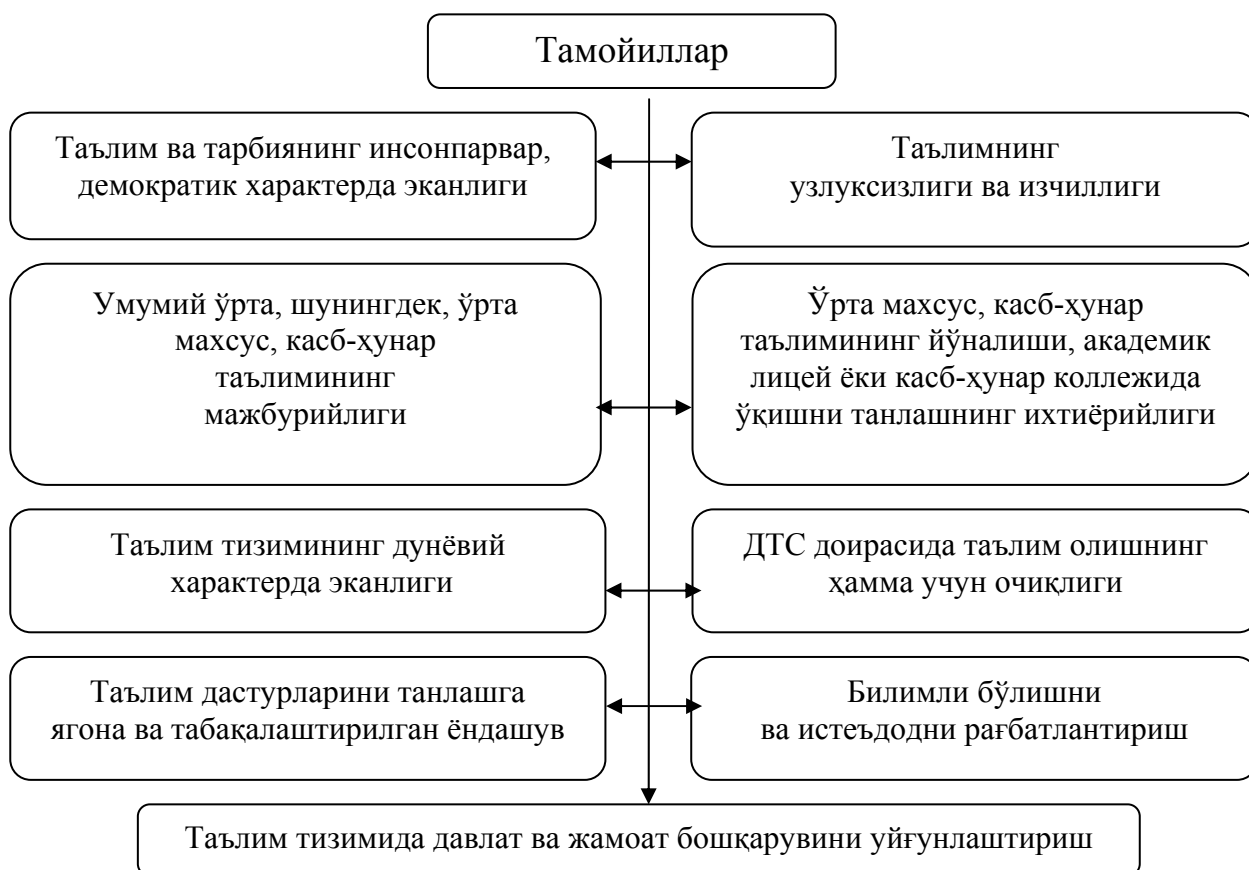 Тамойиллар
Таълим ва тарбиянинг инсонпарвар,
демократик характерда эканлиги
Таълимнинг
узлуксизлиги ва изчиллиги
Умумий ўрта, шунингдек, ўрта
махсус, касб-ҳунар
таълимининг
мажбурийлиги
Ўрта махсус, касб-ҳунар
таълимининг йўналиши, академик
лицей ёки касб-ҳунар коллежида
ўқишни танлашнинг ихтиёрийлиги
Таълим тизимининг дунёвий
характерда эканлиги
ДТС доирасида таълим олишнинг
ҳамма учун очиқлиги
Таълим дастурларини танлашга
ягона ва табақалаштирилган ёндашув
Билимли бўлишни
ва истеъдодни рағбатлантириш
Таълим тизимида давлат ва жамоат бошқарувини уйғунлаштириш